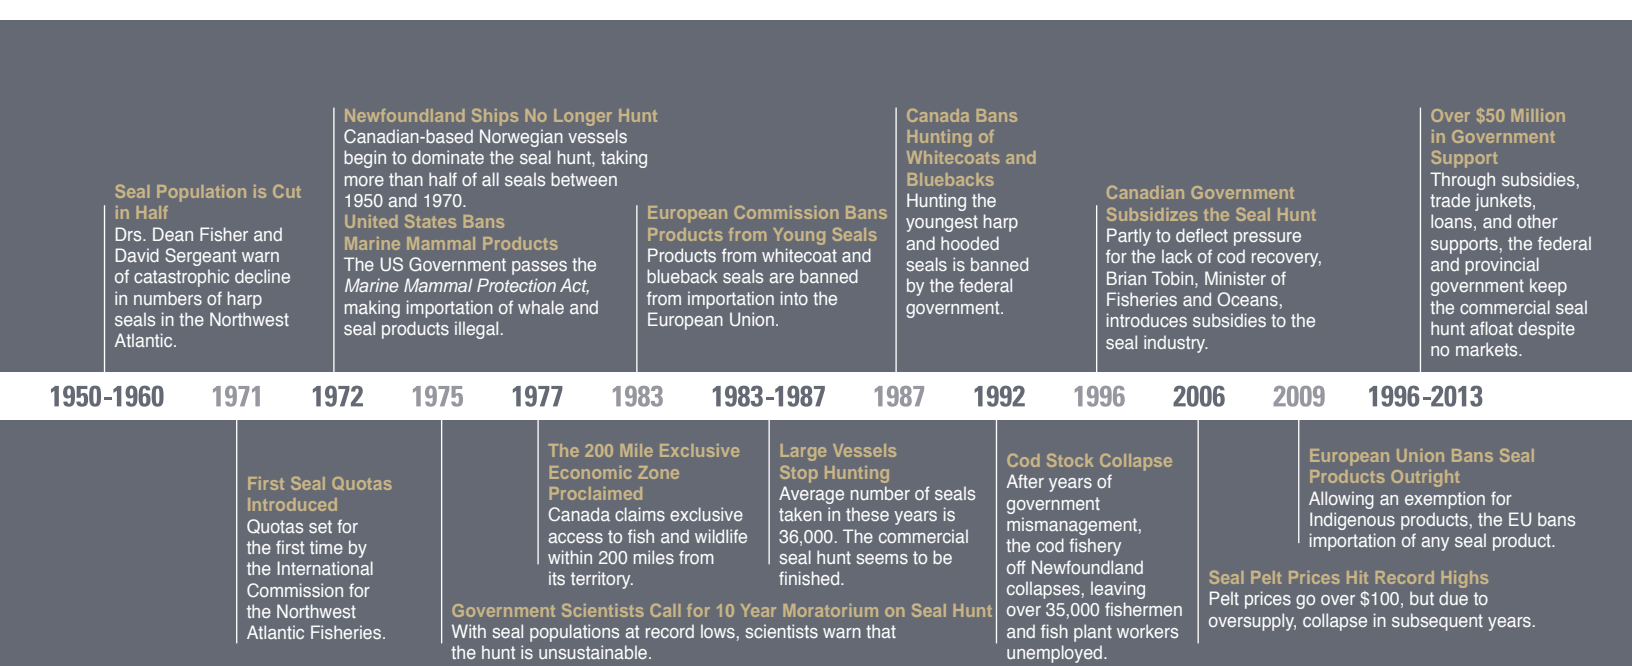 Seal Population is Cut
in Half
Drs. Dean Fisher and
David Sergeant warn
of catastrophic decline
in numbers of harp
seals in the Northwest
Atlantic.
Newfoundland Ships No Longer Hunt
Canadian-based Norwegian vessels
begin to dominate the seal hunt, taking
more than half of all seals between
1950 and 1970.
United States Bans
Marine Mammal Products
The US Government passes the
Marine Mammal Protection Act,
making importation of whale and
seal products illegal.
European Commission Bans
Products from Young Seals
Products from whitecoat and
blueback seals are banned
from importation into the
European Union.
Canada Bans
Hunting of
Whitecoats and
Bluebacks
Hunting the
youngest harp
and hooded
seals is banned
by the federal
government.
Canadian Government
Subsidizes the Seal Hunt
Partly to deflect pressure
for the lack of cod recovery,
Brian Tobin, Minister of
Fisheries and Oceans,
introduces subsidies to the
seal industry.
Over $50 Million
in Government
Support
Through subsidies,
trade junkets,
loans, and other
supports, the federal
and provincial
government keep
the commercial seal
hunt afloat despite
no markets.
1950-1960 1971 1972 1975 1977 1983 1983-1987 1987 1992 1996 2006 2009 1996-2013
First Seal Quotas
Introduced
Quotas set for
the first time by
the International
Commission for
the Northwest
Atlantic Fisheries.
Government Scientists Call for 10 Year Moratorium on Seal Hunt
With seal populations at record lows, scientists warn that
the hunt is unsustainable.
The 200 Mile Exclusive
Economic Zone
Proclaimed
Canada claims exclusive
access to fish and wildlife
within 200 miles from
its territory.
Large Vessels
Stop Hunting
Average number of seals
taken in these years is
36,000. The commercial
seal hunt seems to be
finished.
Cod Stock Collapse
After years of
government
mismanagement,
the cod fishery
off Newfoundland
collapses, leaving
over 35,000 fishermen
and fish plant workers
unemployed.
Seal Pelt Prices Hit Record Highs
Pelt prices go over $100, but due to
oversupply, collapse in subsequent years.
European Union Bans Seal
Products Outright
Allowing an exemption for
Indigenous products, the EU bans
importation of any seal product.